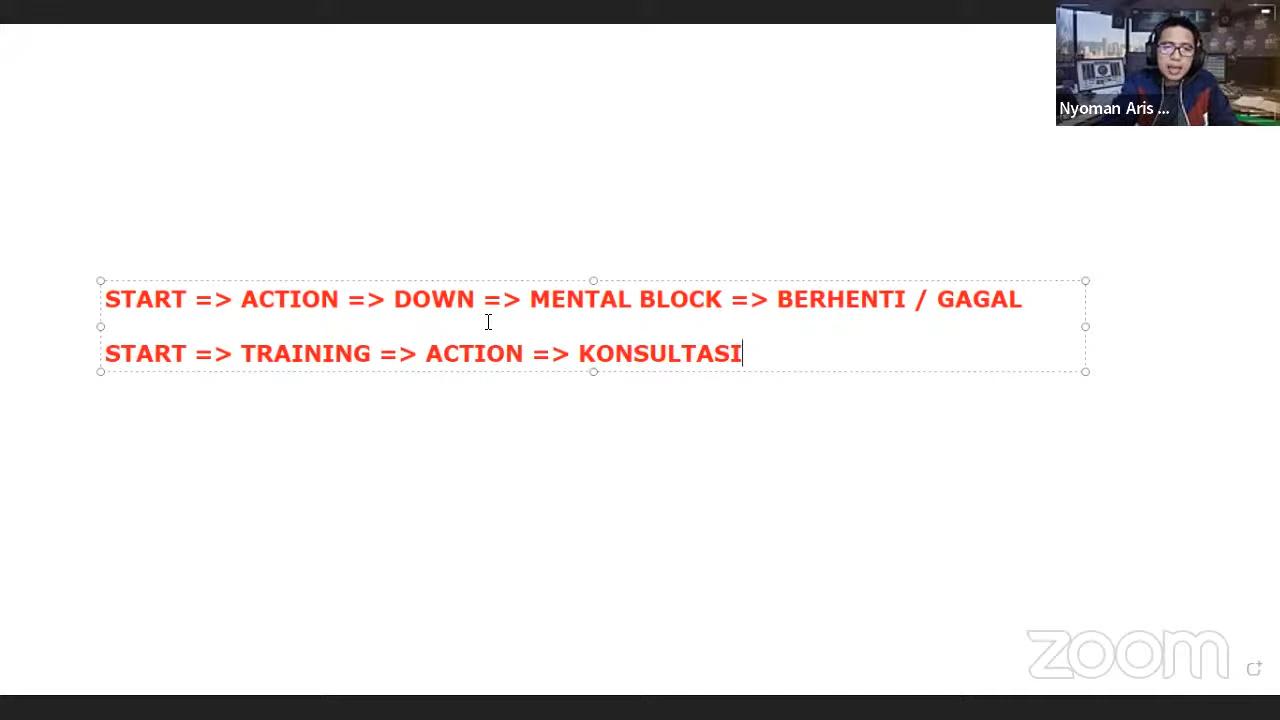 Nyoman Aris ...
START => ACTION => DOWN => MENTAL BLOCK => BERHENTI / GAGAL
START => TRAINING => ACTION => KONSULTASI
zoom